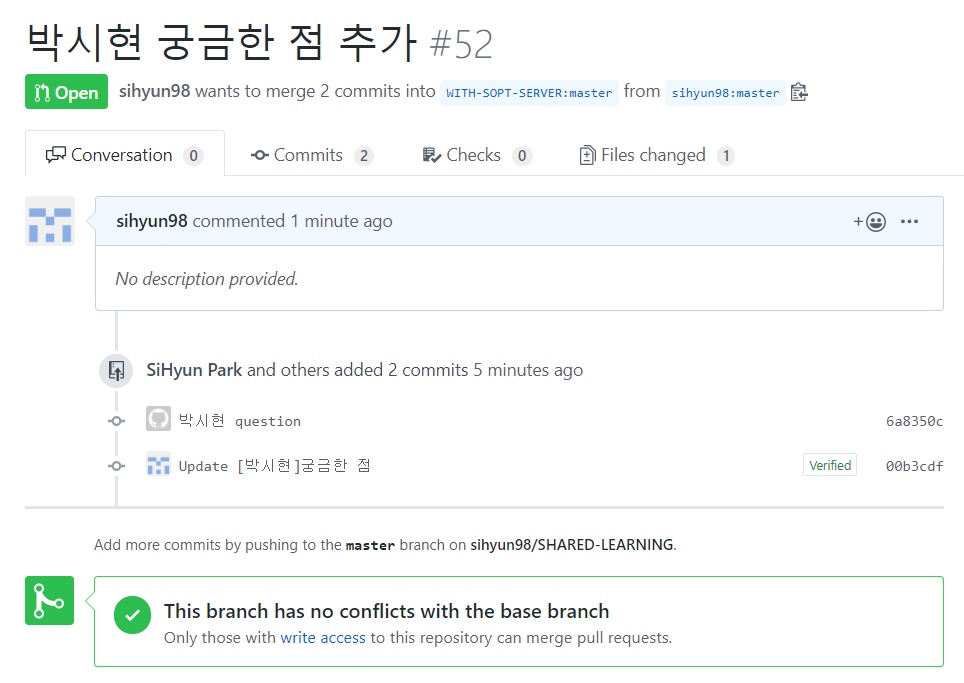 박시현 궁금한 점 추가 #52
Open sihyun98 wants to merge 2 commits into WITH-SOPT-SERVER:master from sihyun98:master
Conversation 0 Commits 2 Checks 0 Files changed 1
sihyun98 commented 1 minute ago
No description provided.
SiHyun Park and others added 2 commits 5 minutes ago
박시현 question 6a8350c
Update [박시현]궁금한 점 Verified 00b3cdf
Add more commits by pushing to the master branch on sihyun98/SHARED-LEARNING.
This branch has no conflicts with the base branch
Only those with write access to this repository can merge pull requests.